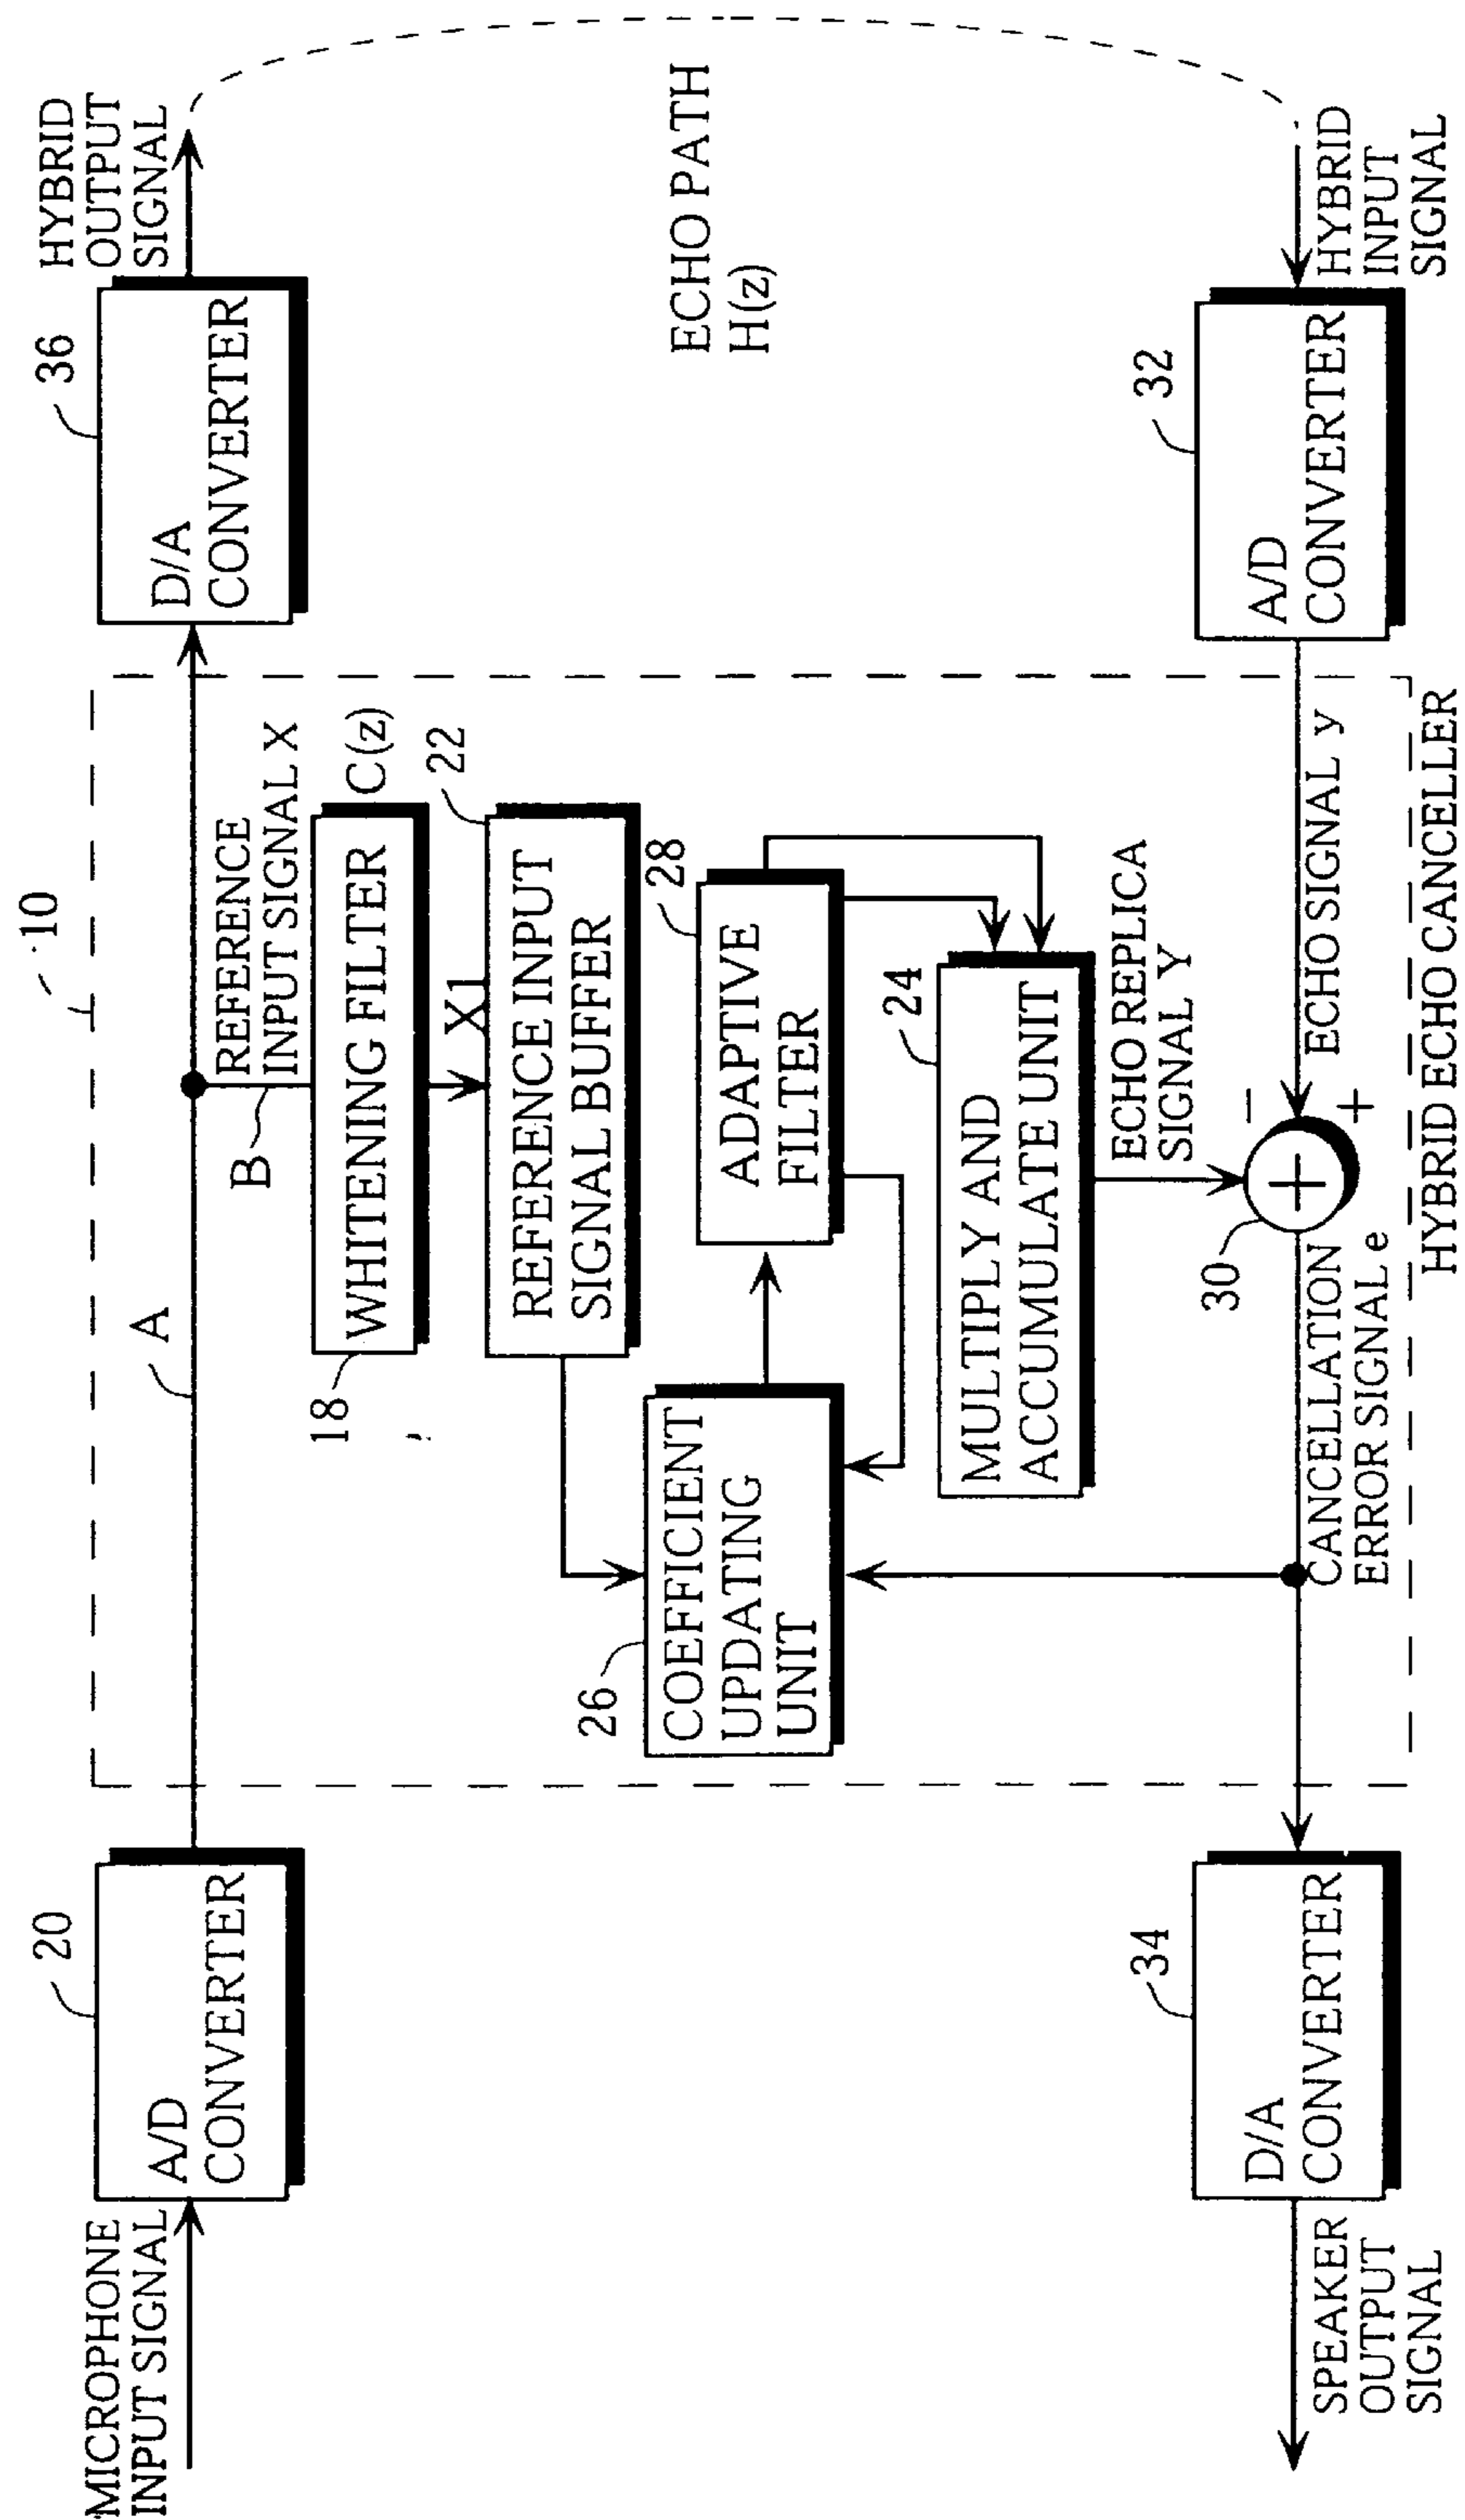 10
MICROPHONE
INPUT SIGNAL
20
A/D
CONVERTER
A
B
REFERENCE
INPUT SIGNAL X
36
D/A
CONVERTER
HYBRID
OUTPUT
SIGNAL
18
WHITENING FILTER
C(z)
X1
22
REFERENCE INPUT
SIGNAL BUFFER
26
COEFFICIENT
UPDATING
UNIT
28
ADAPTIVE
FILTER
24
MULTIPLY AND
ACCUMULATE UNIT
ECHO REPLICA
SIGNAL Y
ECHO PATH
H(z)
34
D/A
CONVERTER
SPEAKER
OUTPUT
SIGNAL
30
+
−
+
CANCELLATION
ERROR SIGNAL e
ECHO SIGNAL y
32
A/D
CONVERTER
HYBRID
INPUT
SIGNAL
HYBRID ECHO CANCELLER